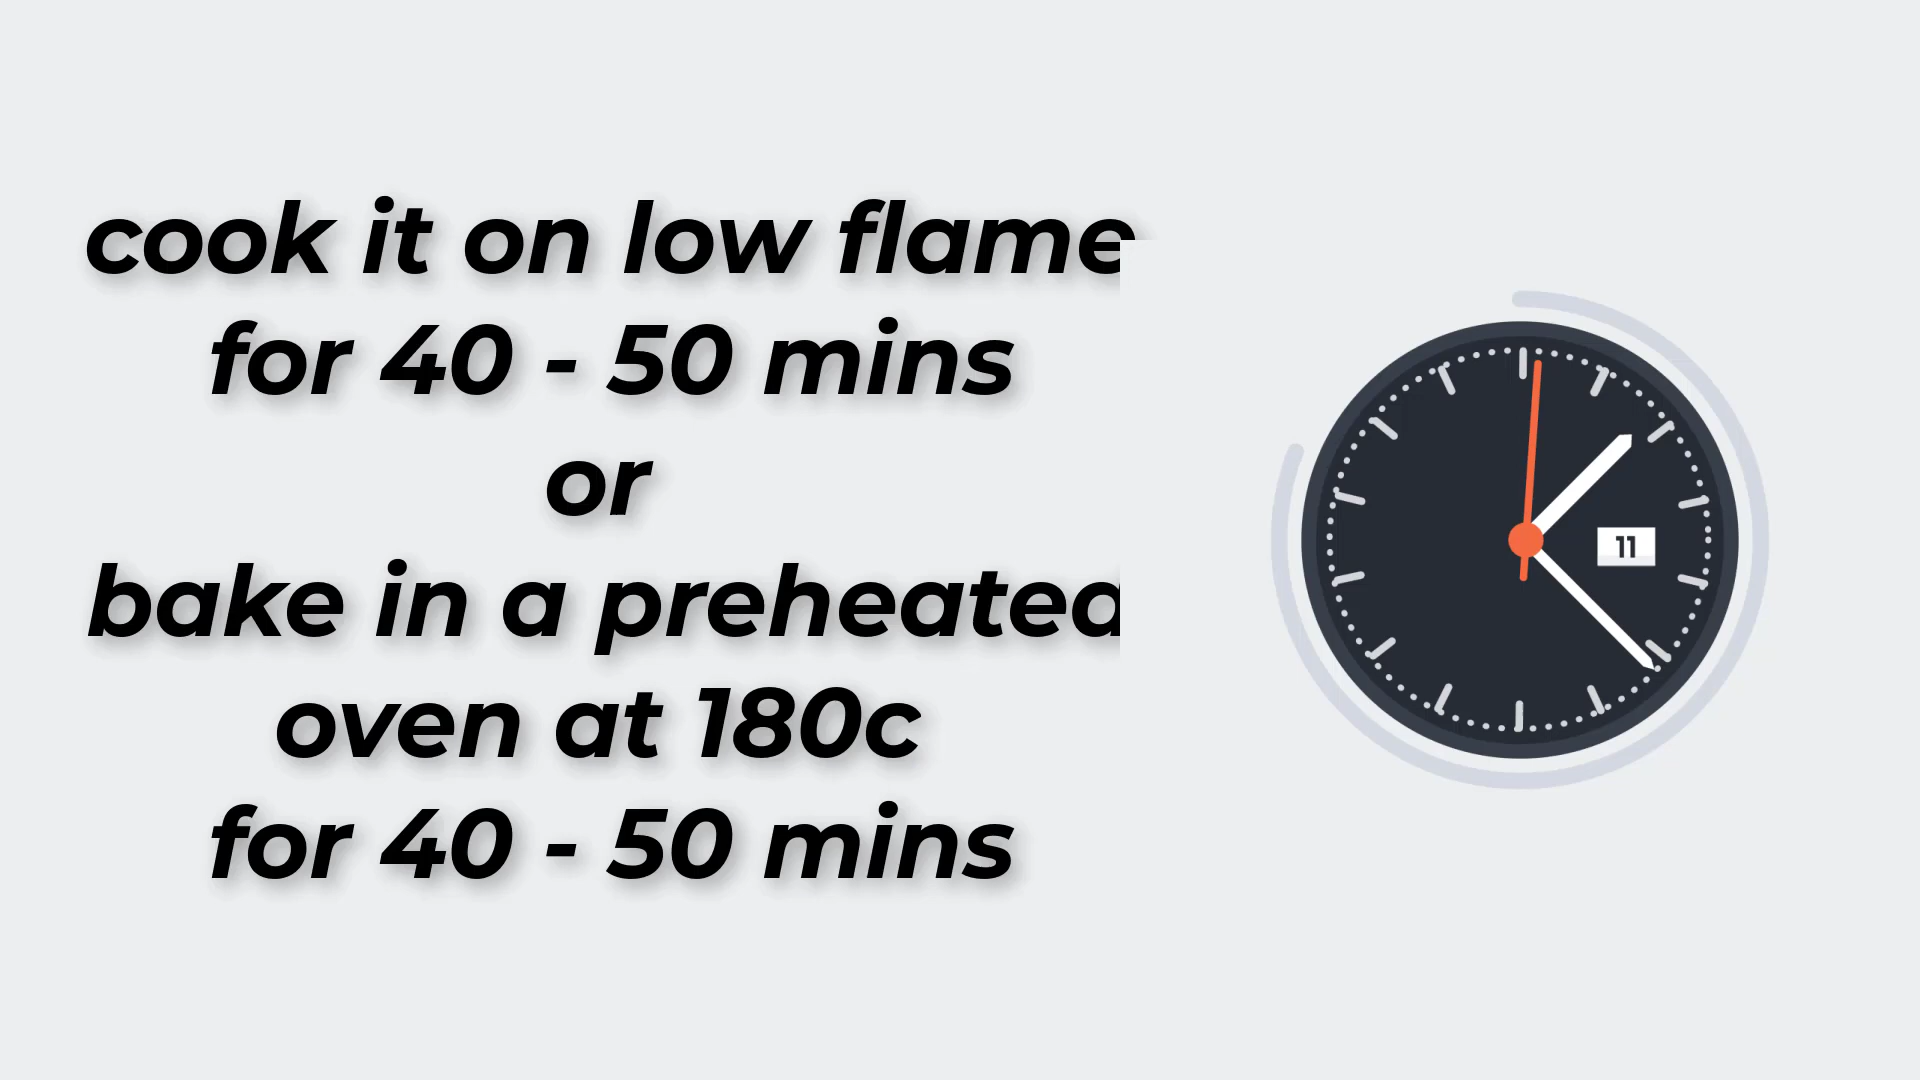 cook it on low flame
for 40 - 50 mins
or
bake in a preheated
oven at 180c
for 40 - 50 mins
11